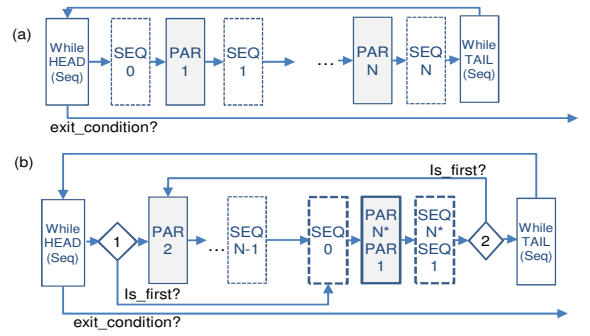 (a)
While HEAD (Seq)
SEQ 0
PAR 1
SEQ 1
...
PAR N
SEQ N
While TAIL (Seq)
exit_condition?
(b)
Is_first?
While HEAD (Seq)
1
PAR 2
...
SEQ N-1
SEQ 0
PAR N* PAR 1
SEQ N* SEQ 1
2
While TAIL (Seq)
Is_first?
exit_condition?